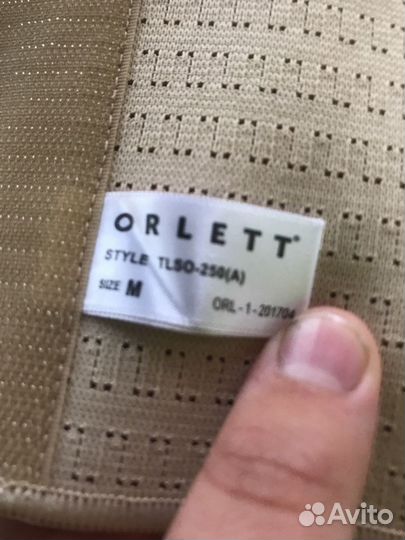 ORLETT®
STYLE TLSO-250(A)
SIZE M
ORL-1-201704
Avito